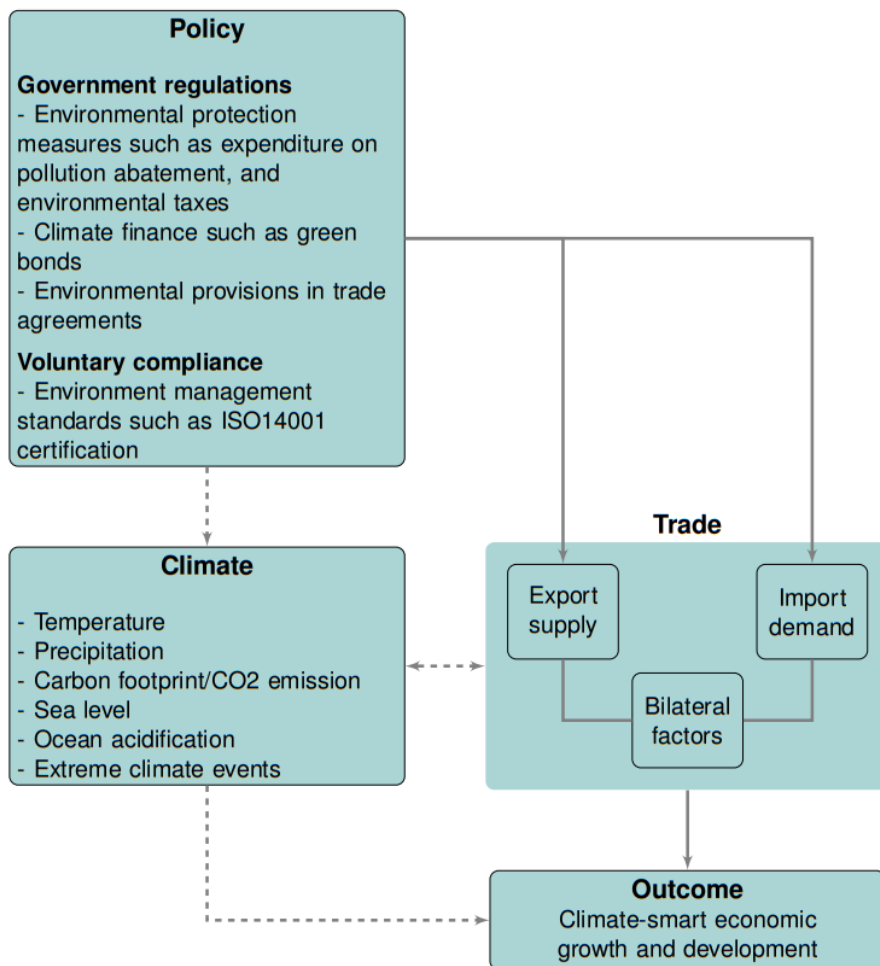 Policy
Government regulations
- Environmental protection
measures such as expenditure on
pollution abatement, and
environmental taxes
- Climate finance such as green
bonds
- Environmental provisions in trade
agreements
Voluntary compliance
- Environment management
standards such as ISO14001
certification
Climate
- Temperature
- Precipitation
- Carbon footprint/CO2 emission
- Sea level
- Ocean acidification
- Extreme climate events
Trade
Export
supply
Import
demand
Bilateral
factors
Outcome
Climate-smart economic
growth and development